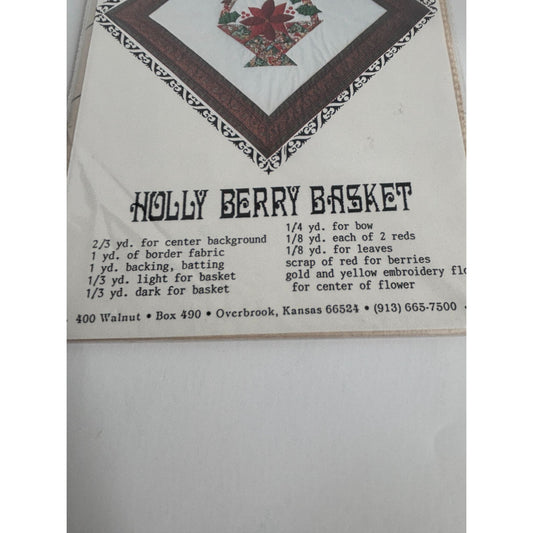 HOLLY BERRY BASKET
2/3 yd. for center background
1 yd. of border fabric
1 yd. backing, batting
1/3 yd. light for basket
1/3 yd. dark for basket
1/4 yd. for bow
1/8 yd. each of 2 reds
1/8 yd. for leaves
scrap of red for berries
gold and yellow embroidery flo
for center of flower
400 Walnut • Box 490 • Overbrook, Kansas 66524 • (913) 665-7500 •